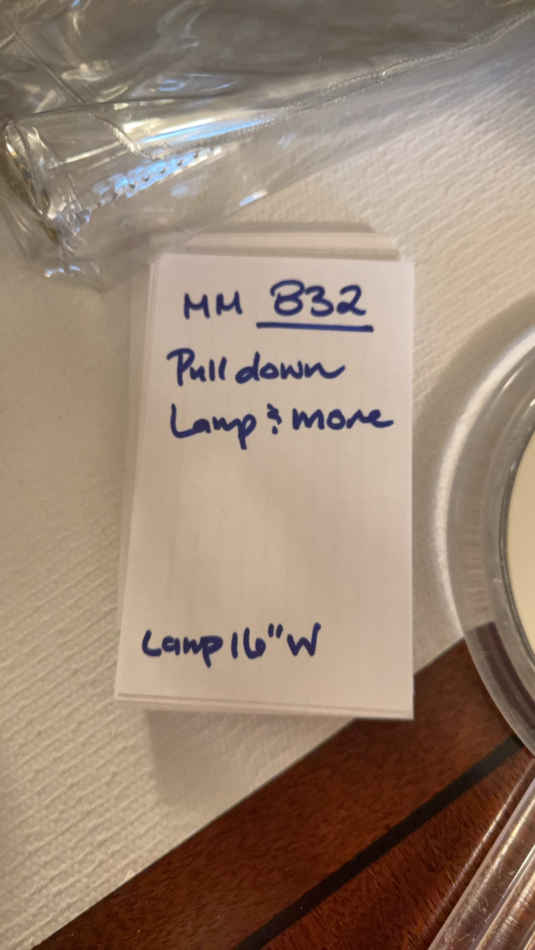 MM 832
Pull down
Lamp & more
Lamp 16" W